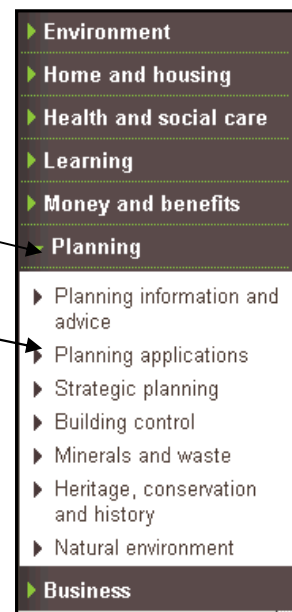 Environment
Home and housing
Health and social care
Learning
Money and benefits
Planning
Planning information and
advice
Planning applications
Strategic planning
Building control
Minerals and waste
Heritage, conservation
and history
Natural environment
Business